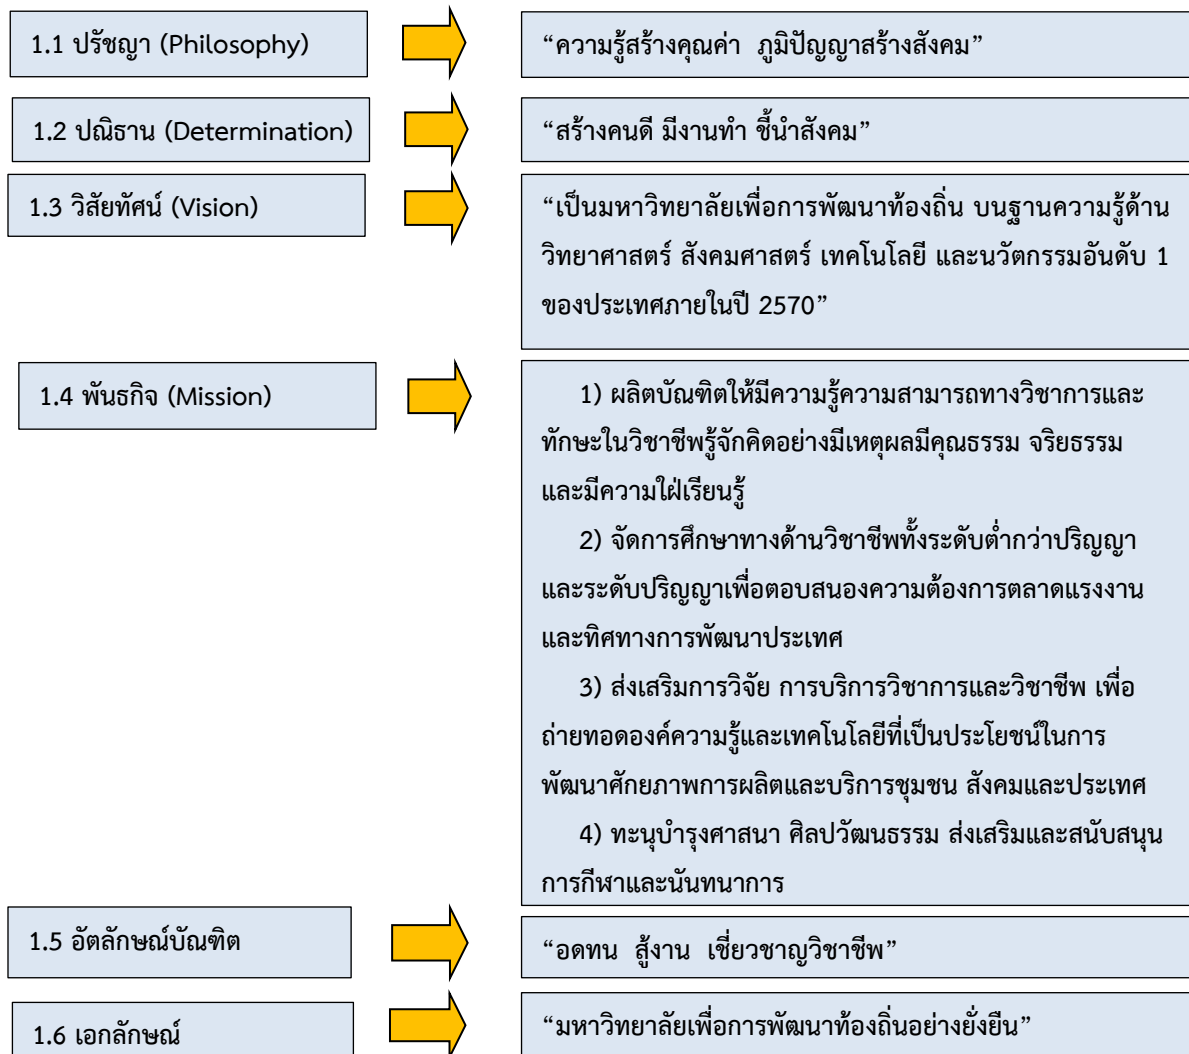 1.1 ปรัชญา (Philosophy)
“ความรู้สร้างคุณค่า ภูมิปัญญาสร้างสังคม”
1.2 ปณิธาน (Determination)
“สร้างคนดี มีงานทำ ชี้นำสังคม”
1.3 วิสัยทัศน์ (Vision)
“เป็นมหาวิทยาลัยเพื่อการพัฒนาท้องถิ่น บนฐานความรู้ด้าน
วิทยาศาสตร์ สังคมศาสตร์ เทคโนโลยี และนวัตกรรมอันดับ 1
ของประเทศภายในปี 2570”
1.4 พันธกิจ (Mission)
1) ผลิตบัณฑิตให้มีความรู้ความสามารถทางวิชาการและ
ทักษะในวิชาชีพรู้จักคิดอย่างมีเหตุผลมีคุณธรรม จริยธรรม
และมีความใฝ่เรียนรู้
2) จัดการศึกษาทางด้านวิชาชีพทั้งระดับต่ำกว่าปริญญา
และระดับปริญญาเพื่อตอบสนองความต้องการตลาดแรงงาน
และทิศทางการพัฒนาประเทศ
3) ส่งเสริมการวิจัย การบริการวิชาการและวิชาชีพ เพื่อ
ถ่ายทอดองค์ความรู้และเทคโนโลยีที่เป็นประโยชน์ในการ
พัฒนาศักยภาพการผลิตและบริการชุมชน สังคมและประเทศ
4) ทะนุบำรุงศาสนา ศิลปวัฒนธรรม ส่งเสริมและสนับสนุน
การกีฬาและนันทนาการ
1.5 อัตลักษณ์บัณฑิต
“อดทน สู้งาน เชี่ยวชาญวิชาชีพ”
1.6 เอกลักษณ์
“มหาวิทยาลัยเพื่อการพัฒนาท้องถิ่นอย่างยั่งยืน”